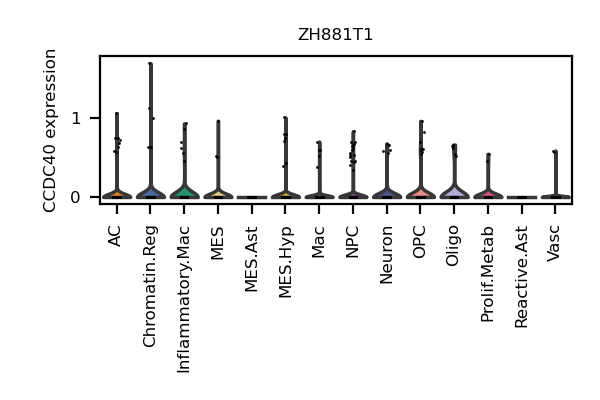 ZH881T1
CCDC40 expression
1
0
AC
Chromatin.Reg
Inflammatory.Mac
MES
MES.Ast
MES.Hyp
Mac
NPC
Neuron
OPC
Oligo
Prolif.Metab
Reactive.Ast
Vasc